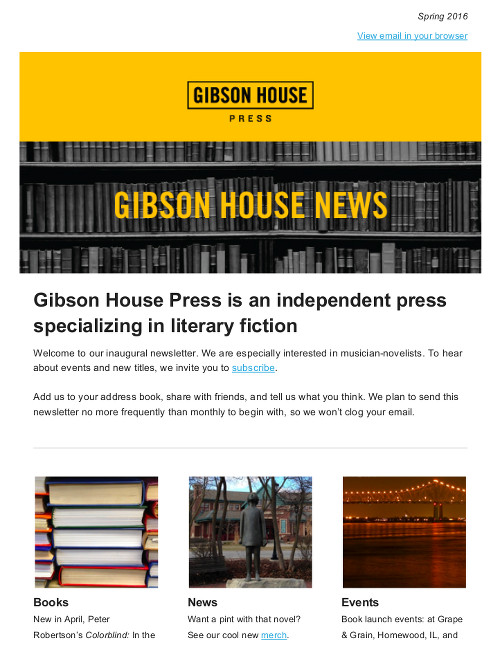 Spring 2016
View email in your browser
GIBSON HOUSE
PRESS
GIBSON HOUSE NEWS
Gibson House Press is an independent press
specializing in literary fiction
Welcome to our inaugural newsletter. We are especially interested in musician-novelists. To hear
about events and new titles, we invite you to subscribe.
Add us to your address book, share with friends, and tell us what you think. We plan to send this
newsletter no more frequently than monthly to begin with, so we won’t clog your email.
Books
New in April, Peter
Robertson’s Colorblind: In the
News
Want a pint with that novel?
See our cool new merch.
Events
Book launch events: at Grape
& Grain, Homewood, IL, and